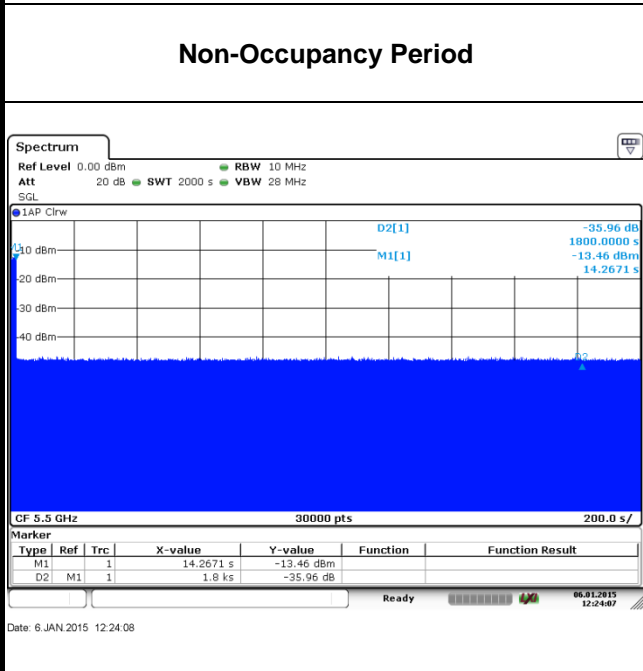 Non-Occupancy Period
Spectrum
Ref Level 0.00 dBm RBW 10 MHz
Att 20 dB SWT 2000 s VBW 28 MHz
SGL
1AP Clrw
D2[1] -35.96 dB
1800.0000 s
M1[1] -13.46 dBm
14.2671 s
M1
-10 dBm
-20 dBm
-30 dBm
-40 dBm
D2
CF 5.5 GHz 30000 pts 200.0 s/
Marker
Type Ref Trc X-value Y-value Function Function Result
M1 1 14.2671 s -13.46 dBm
D2 M1 1 1.8 ks -35.96 dB
Ready 06.01.2015
12:24:07
Date: 6.JAN.2015 12:24:08